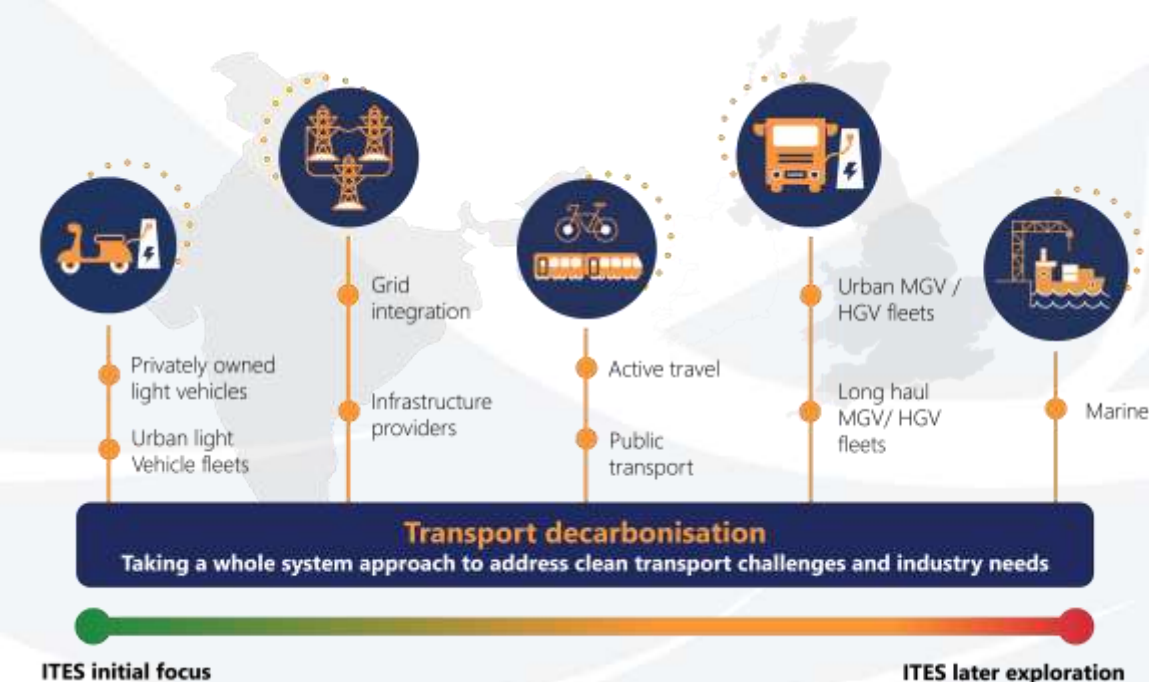 Privately owned
light vehicles
Urban light
Vehicle fleets
Grid
integration
Infrastructure
providers
Active travel
Public
transport
Urban MGV /
HGV fleets
Long haul
MGV/ HGV
fleets
Marine
Transport decarbonisation
Taking a whole system approach to address clean transport challenges and industry needs
ITES initial focus
ITES later exploration